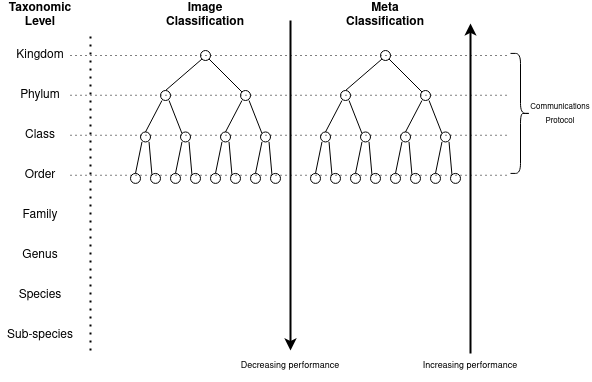 Taxonomic
Level
Image
Classification
Meta
Classification
Kingdom
Phylum
Class
Order
Family
Genus
Species
Sub-species
Communications
Protocol
Decreasing performance
Increasing performance